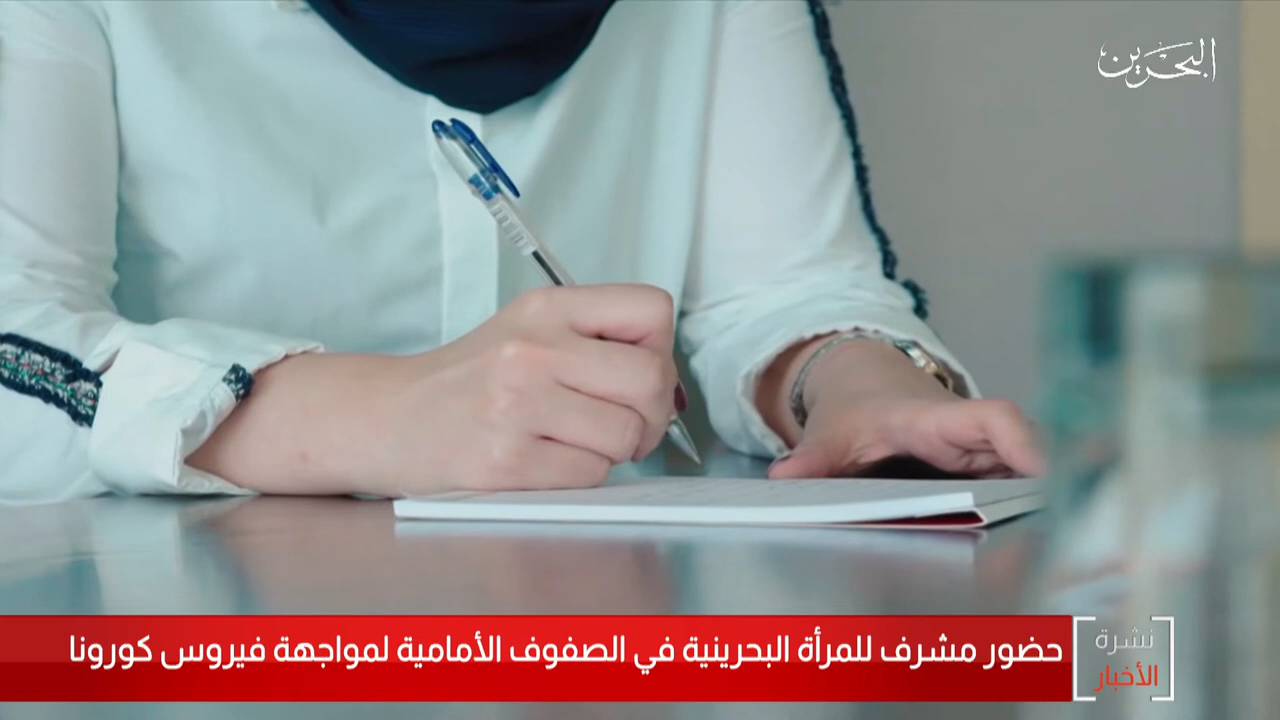 البحرين
حضور مشرف للمرأة البحرينية في الصفوف الأمامية لمواجهة فيروس كورونا
نشرة
الأخبار